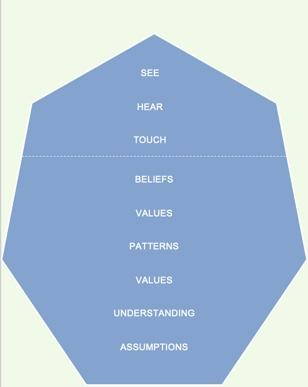 SEE
HEAR
TOUCH
BELIEFS
VALUES
PATTERNS
VALUES
UNDERSTANDING
ASSUMPTIONS